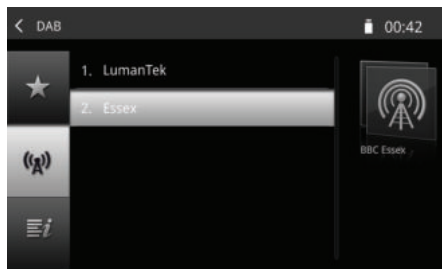 DAB
00:42
1. LumanTek
2. Essex
BBC Essex